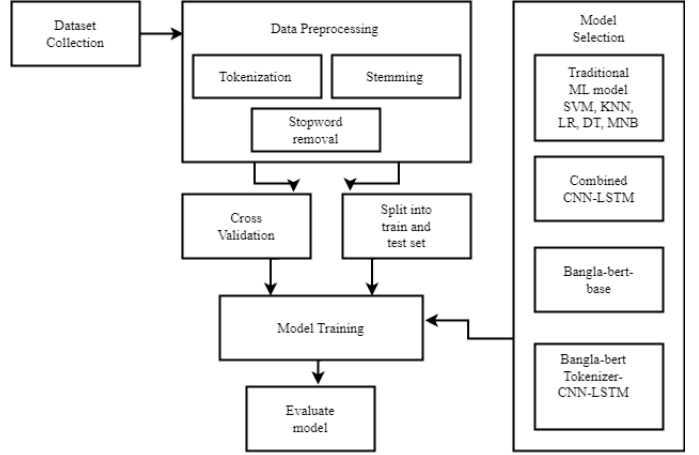 Dataset
Collection
Data Preprocessing
Tokenization
Stemming
Stopword
removal
Cross
Validation
Split into
train and
test set
Model Training
Evaluate
model
Model
Selection
Traditional
ML model
SVM, KNN,
LR, DT, MNB
Combined
CNN-LSTM
Bangla-bert-
base
Bangla-bert
Tokenizer-
CNN-LSTM